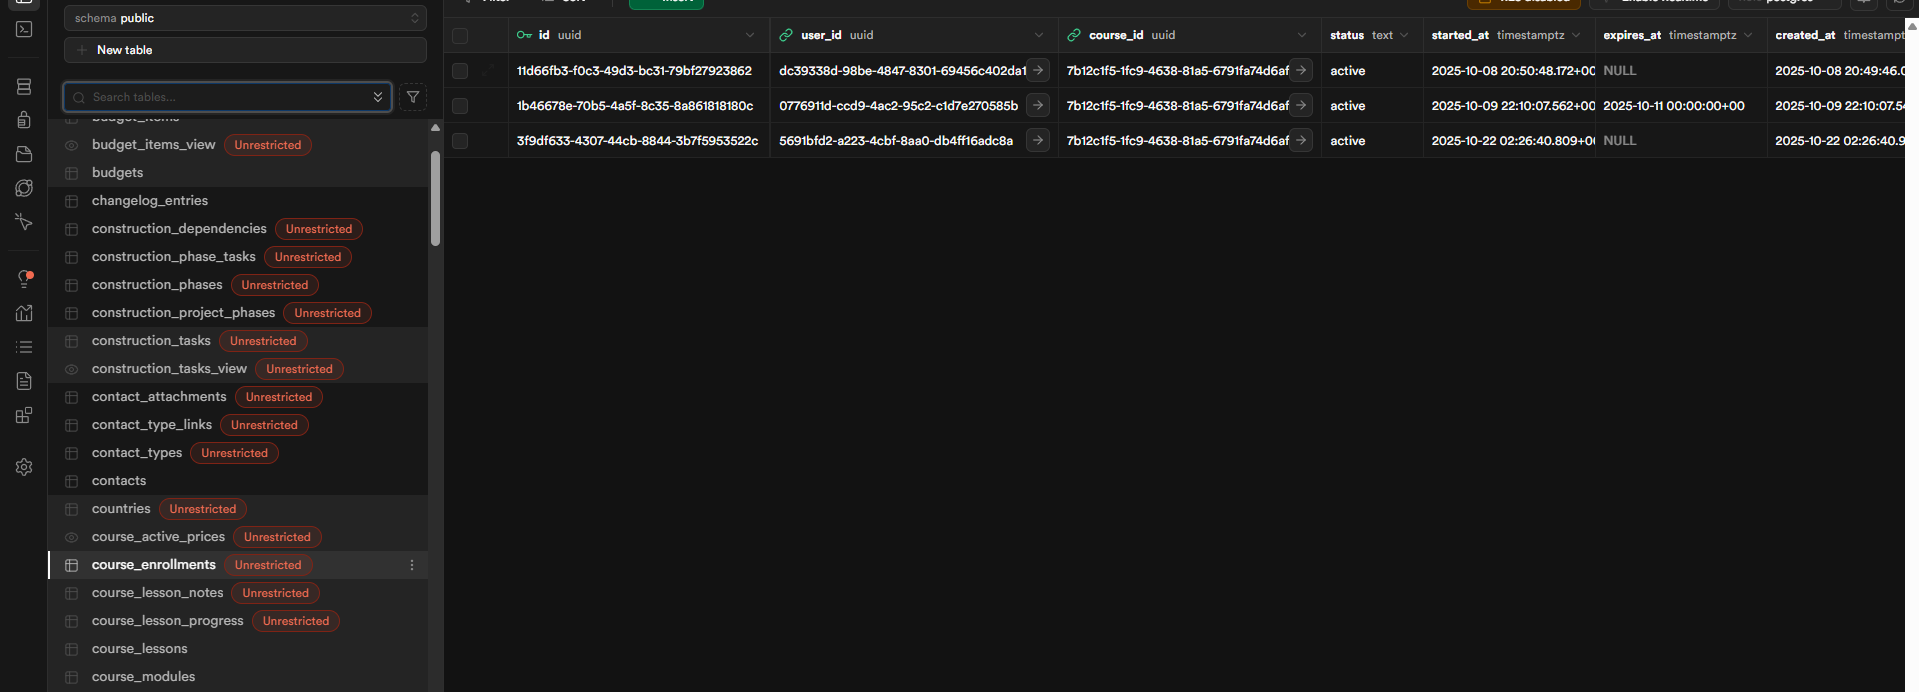 schema public
New table
Search tables...
budget_items
budget_items_view Unrestricted
budgets
changelog_entries
construction_dependencies Unrestricted
construction_phase_tasks Unrestricted
construction_phases Unrestricted
construction_project_phases Unrestricted
construction_tasks Unrestricted
construction_tasks_view Unrestricted
contact_attachments Unrestricted
contact_type_links Unrestricted
contact_types Unrestricted
contacts
countries Unrestricted
course_active_prices Unrestricted
course_enrollments Unrestricted
course_lesson_notes Unrestricted
course_lesson_progress Unrestricted
course_lessons
course_modules
Insert
id uuid user_id uuid course_id uuid status text started_at timestamptz expires_at timestamptz created_at timestampt
11d66fb3-f0c3-49d3-bc31-79bf27923862 dc39338d-98be-4847-8301-69456c402da1 7b12c1f5-1fc9-4638-81a5-6791fa74d6af active 2025-10-08 20:50:48.172+00 NULL 2025-10-08 20:49:46.0
1b46678e-70b5-4a5f-8c35-8a861818180c 0776911d-ccd9-4ac2-95c2-c1d7e270585b 7b12c1f5-1fc9-4638-81a5-6791fa74d6af active 2025-10-09 22:10:07.562+00 2025-10-11 00:00:00+00 2025-10-09 22:10:07.54
3f9df633-4307-44cb-8844-3b7f5953522c 5691bfd2-a223-4cbf-8aa0-db4ff16adc8a 7b12c1f5-1fc9-4638-81a5-6791fa74d6af active 2025-10-22 02:26:40.809+0 NULL 2025-10-22 02:26:40.9